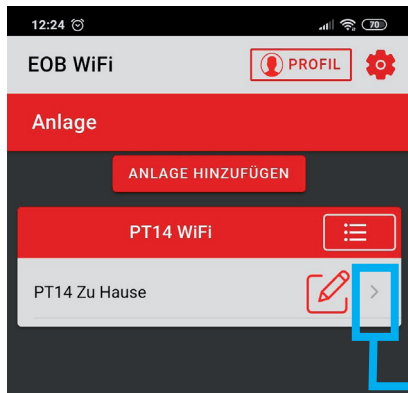 12:24
70
EOB WiFi
PROFIL
Anlage
ANLAGE HINZUFÜGEN
PT14 WiFi
PT14 Zu Hause